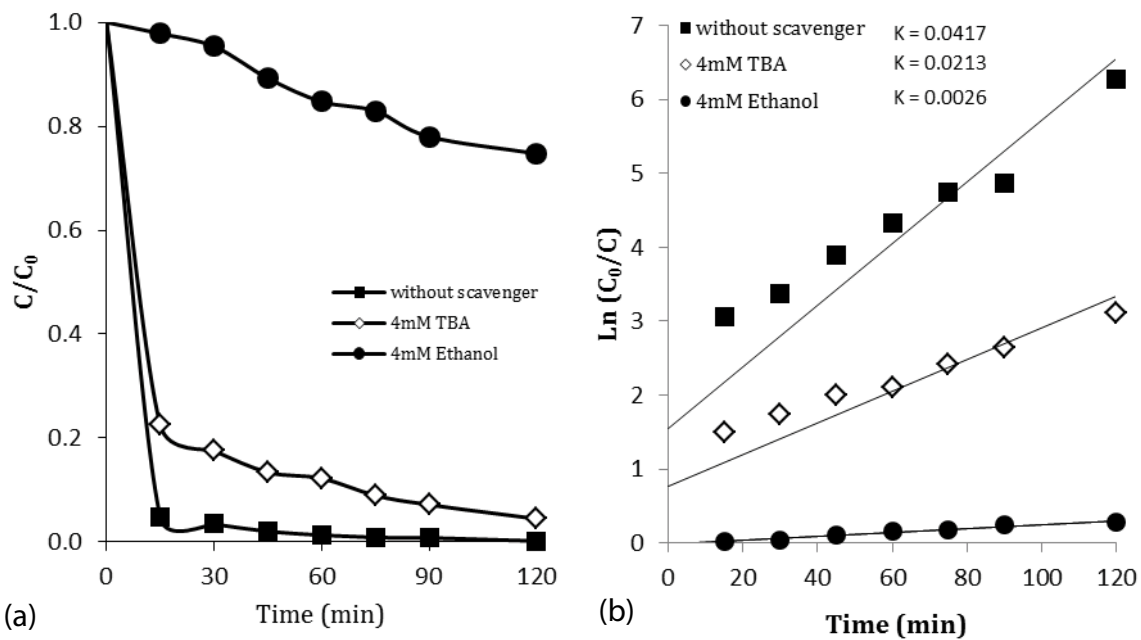 1.0
0.8
0.6
0.4
0.2
0.0
C/C₀
0 30 60 90 120
Time (min)
without scavenger
4mM TBA
4mM Ethanol
(a)
7
6
5
4
3
2
1
0
Ln (C₀/C)
0 20 40 60 80 100 120
Time (min)
without scavenger K = 0.0417
4mM TBA K = 0.0213
4mM Ethanol K = 0.0026
(b)